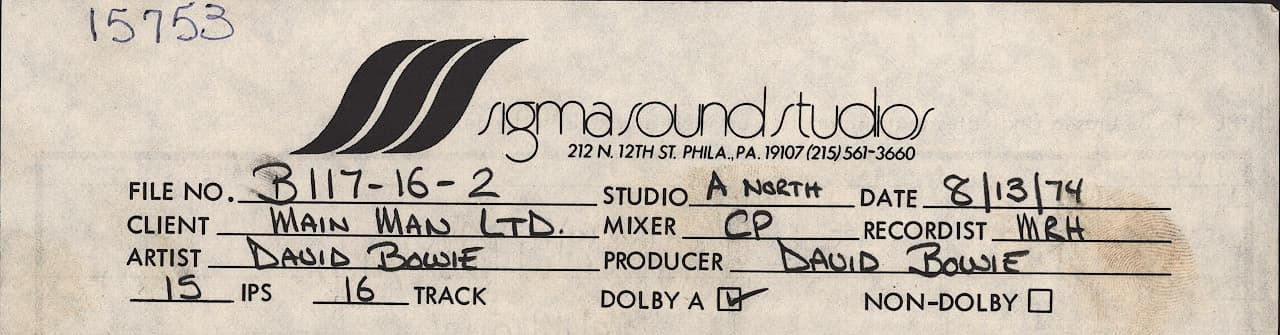 15753
sigma sound studios
212 N. 12TH ST. PHILA., PA. 19107 (215) 561-3660
FILE NO. B117-16-2 STUDIO A NORTH DATE 8/13/74
CLIENT MAIN MAN LTD. MIXER CP RECORDIST MRH
ARTIST DAVID BOWIE PRODUCER DAVID BOWIE
15 IPS 16 TRACK DOLBY A ☑ NON-DOLBY ☐